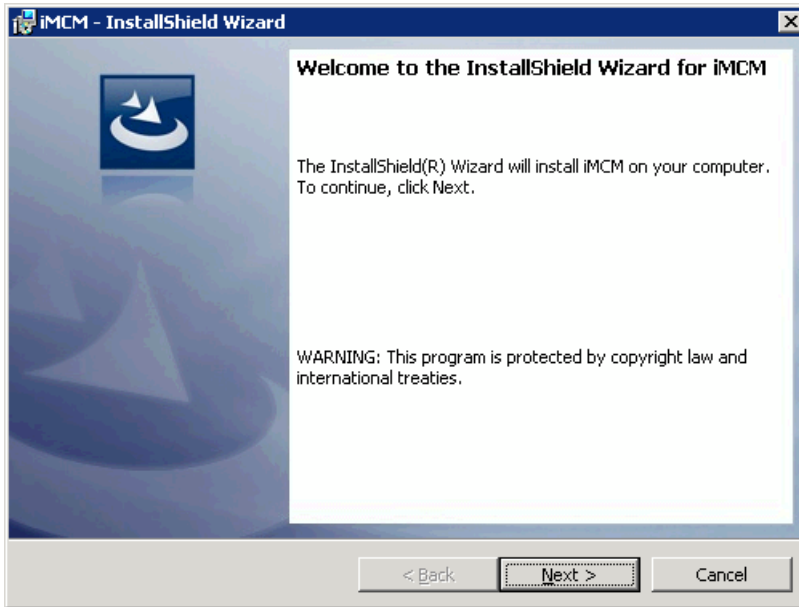 iMCM - InstallShield Wizard
Welcome to the InstallShield Wizard for iMCM
The InstallShield(R) Wizard will install iMCM on your computer.
To continue, click Next.
WARNING: This program is protected by copyright law and
international treaties.
< Back
Next >
Cancel